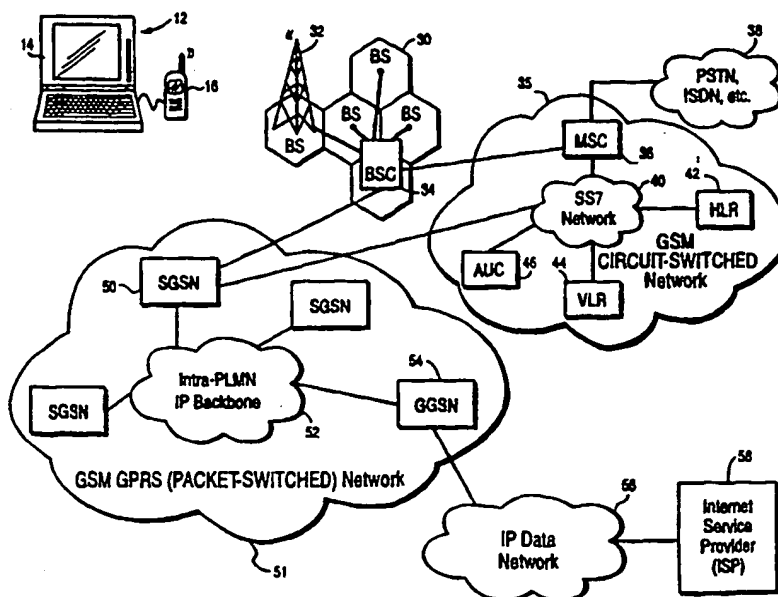 12
14
16
32
30
BS
BS
BS
BS
BSC
34
38
PSTN,
ISDN, etc.
35
MSC
36
40
SS7
Network
42
HLR
GSM
CIRCUIT-SWITCHED
Network
AUC
46
44
VLR
50
SGSN
SGSN
SGSN
Intra-PLMN
IP Backbone
52
54
GGSN
GSM GPRS (PACKET-SWITCHED) Network
51
56
IP Data
Network
58
Internet
Service
Provider
(ISP)